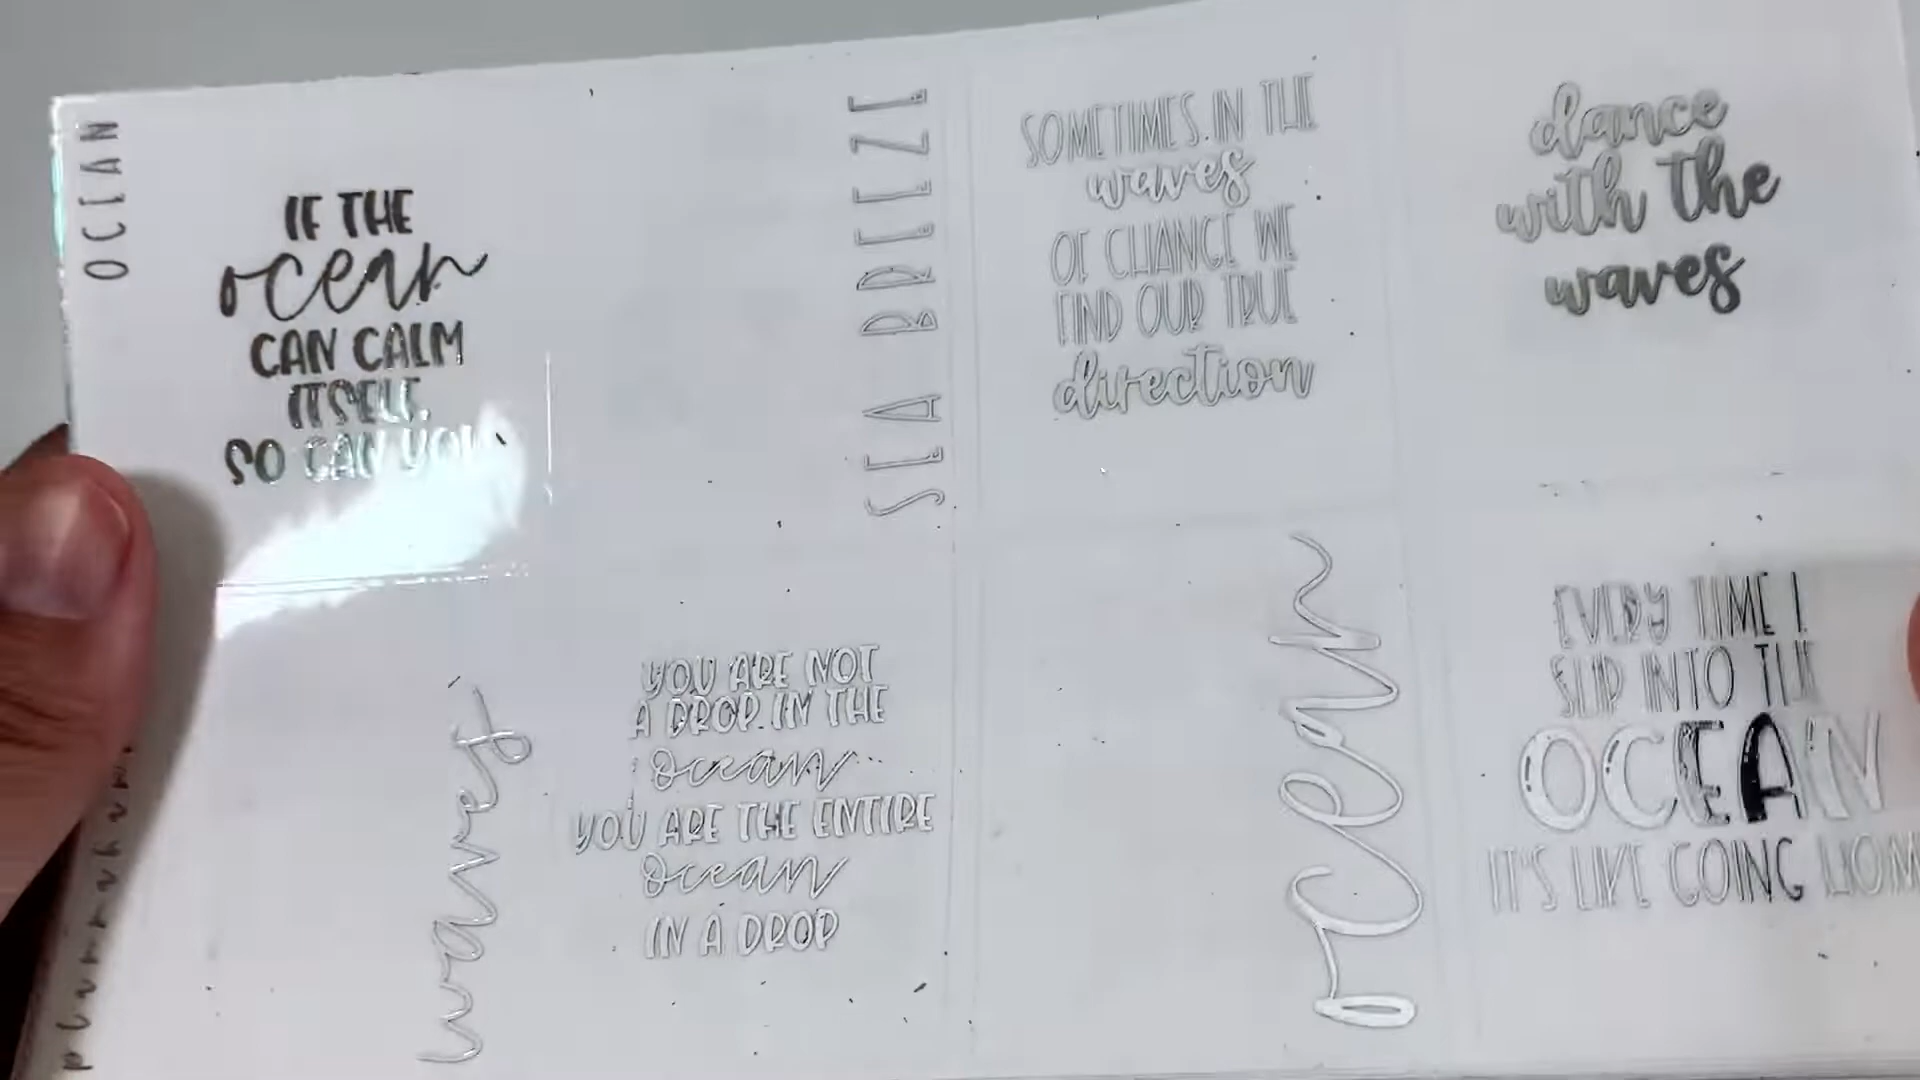 OCEAN
IF THE
ocean
CAN CALM
ITSELF,
SO CAN YOU.
SEA BREEZE
SOMETIMES IN THE
waves
OF CHANGE WE
FIND OUR TRUE
direction
dance
with the
waves
waves
YOU ARE NOT
A DROP IN THE
ocean
YOU ARE THE ENTIRE
ocean
IN A DROP
ocean
EVERY TIME I
SLIP INTO THE
OCEAN
IT'S LIKE GOING HOM